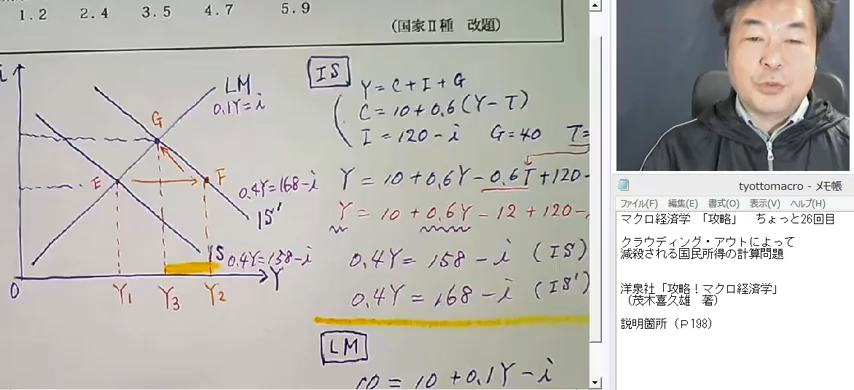 1.2 2.4 3.5 4.7 5.9
(国家Ⅱ種 改題)
i
LM
0.1Y=i
G
E
F
0.4Y=168-i
IS'
IS
0.4Y=158-i
Y
0
Y1 Y3 Y2
IS
Y=C+I+G
C=10+0.6(Y-T)
I=120-i G=40 T=
Y=10+0.6Y-0.6T+120-
Y=10+0.6Y-12+120-
0.4Y=158-i (IS)
0.4Y=168-i (IS')
LM
10=10+0.1Y-i
tyottomacro - メモ帳
ファイル(F) 編集(E) 書式(O) 表示(V) ヘルプ(H)
マクロ経済学 「攻略」 ちょっと26回目
クラウディング・アウトによって
減殺される国民所得の計算問題
洋泉社「攻略!マクロ経済学」
(茂木喜久雄 著)
説明箇所(P198)